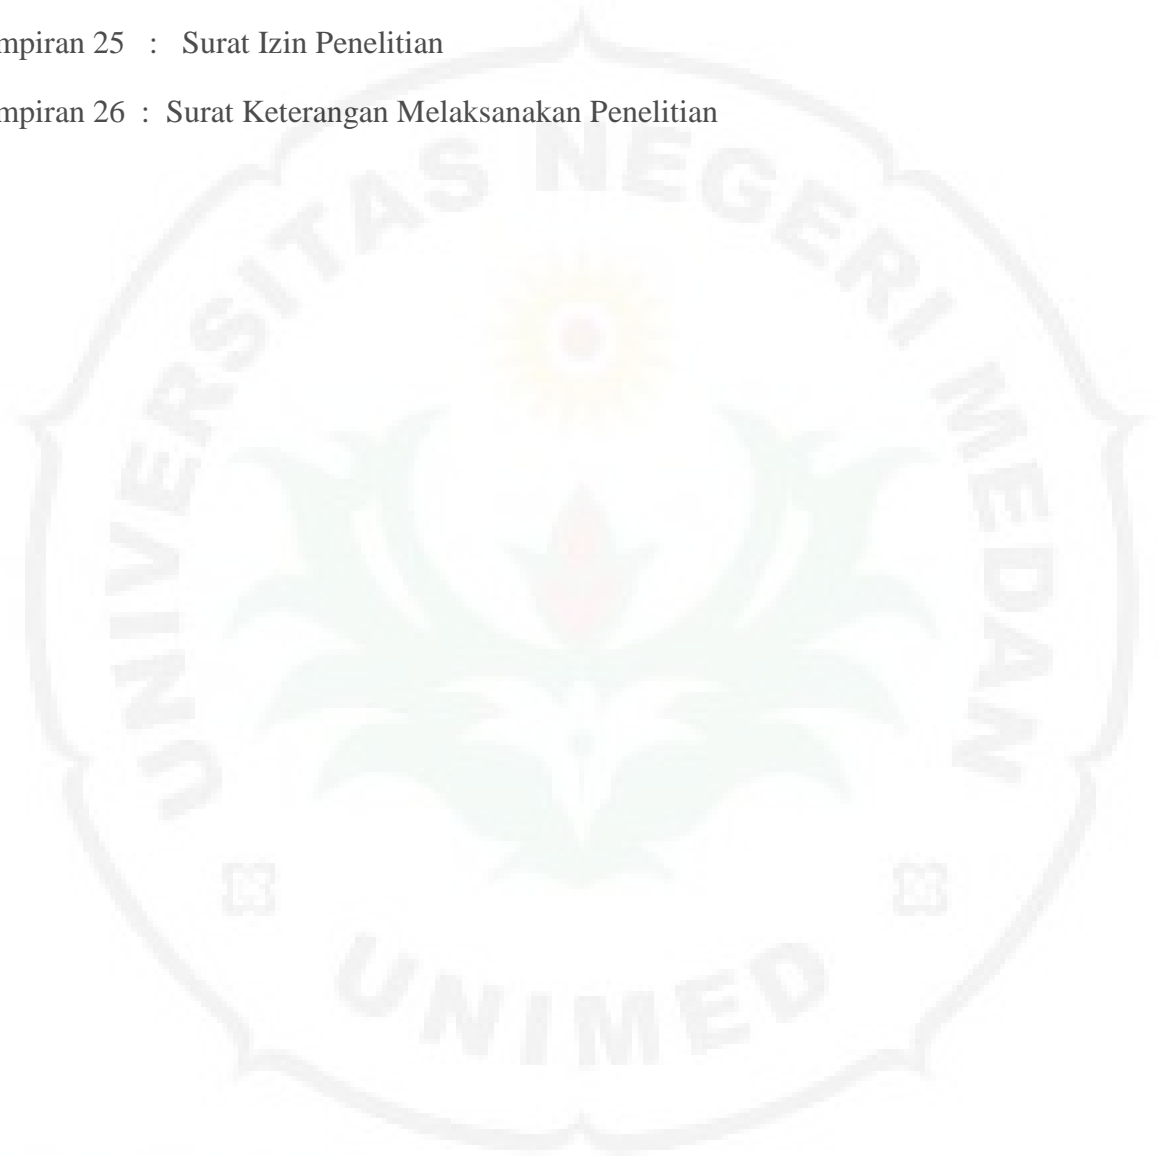 mpiran 25 : Surat Izin Penelitian
mpiran 26 : Surat Keterangan Melaksanakan Penelitian
UNIVERSITAS NEGERI MEDAN
UNIMED